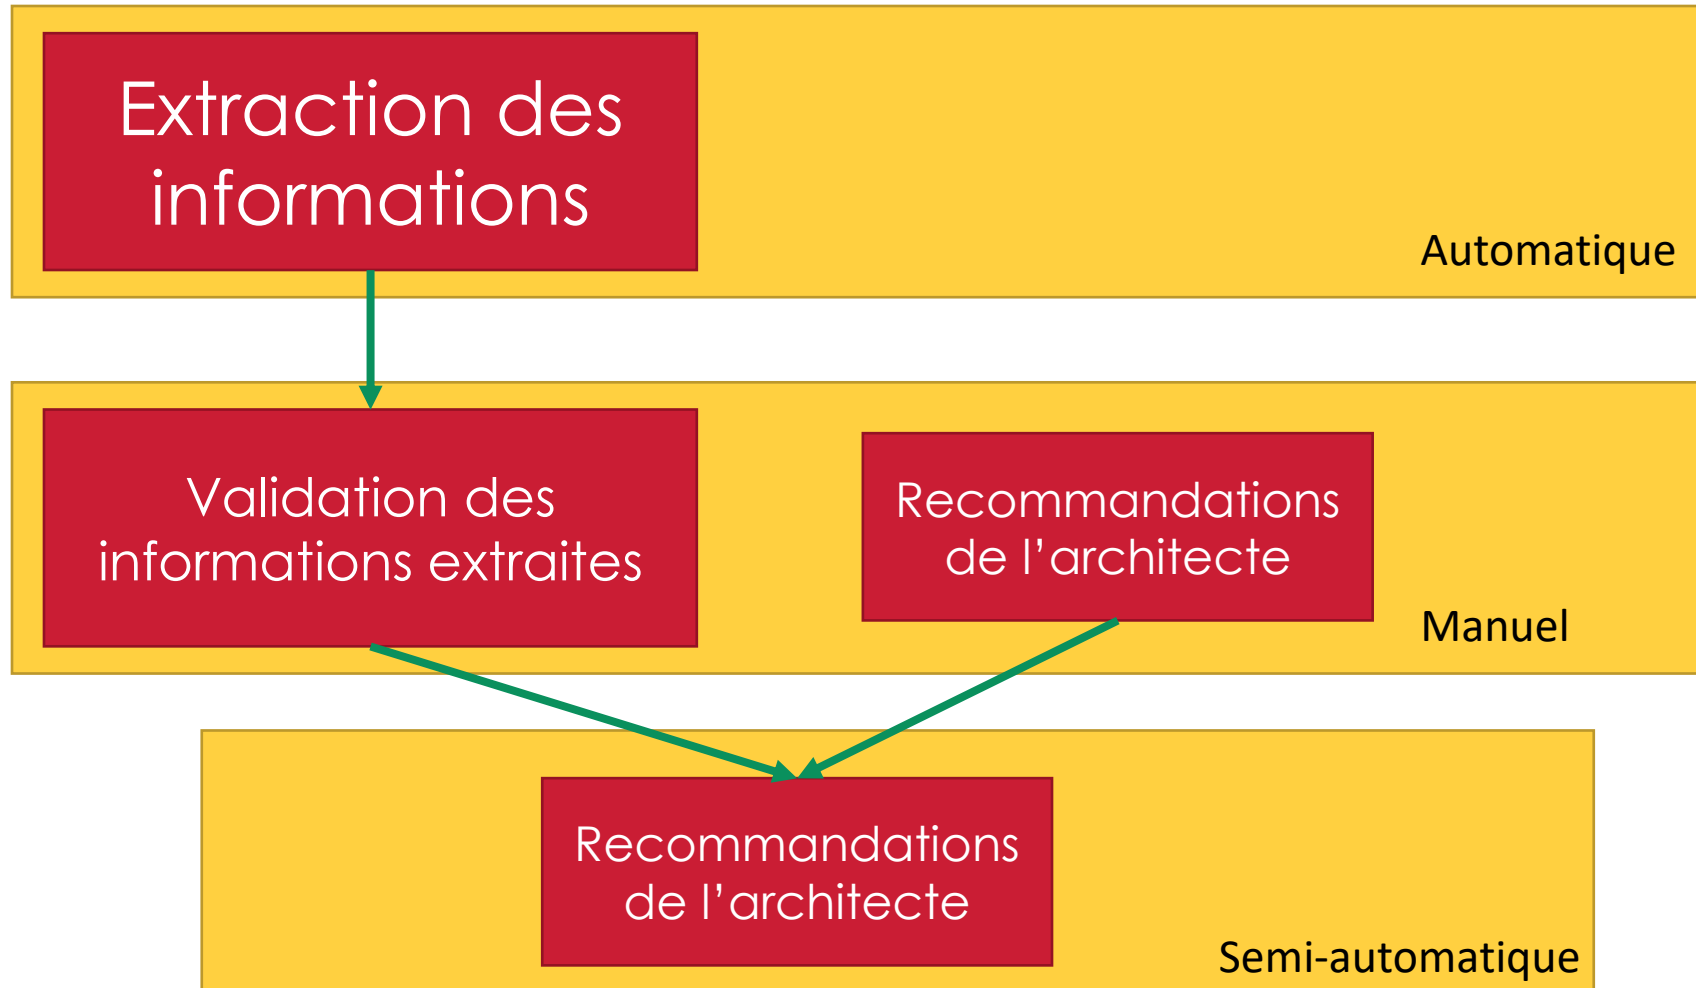 Extraction des
informations
Automatique
Validation des
informations extraites
Recommandations
de l’architecte
Manuel
Recommandations
de l’architecte
Semi-automatique